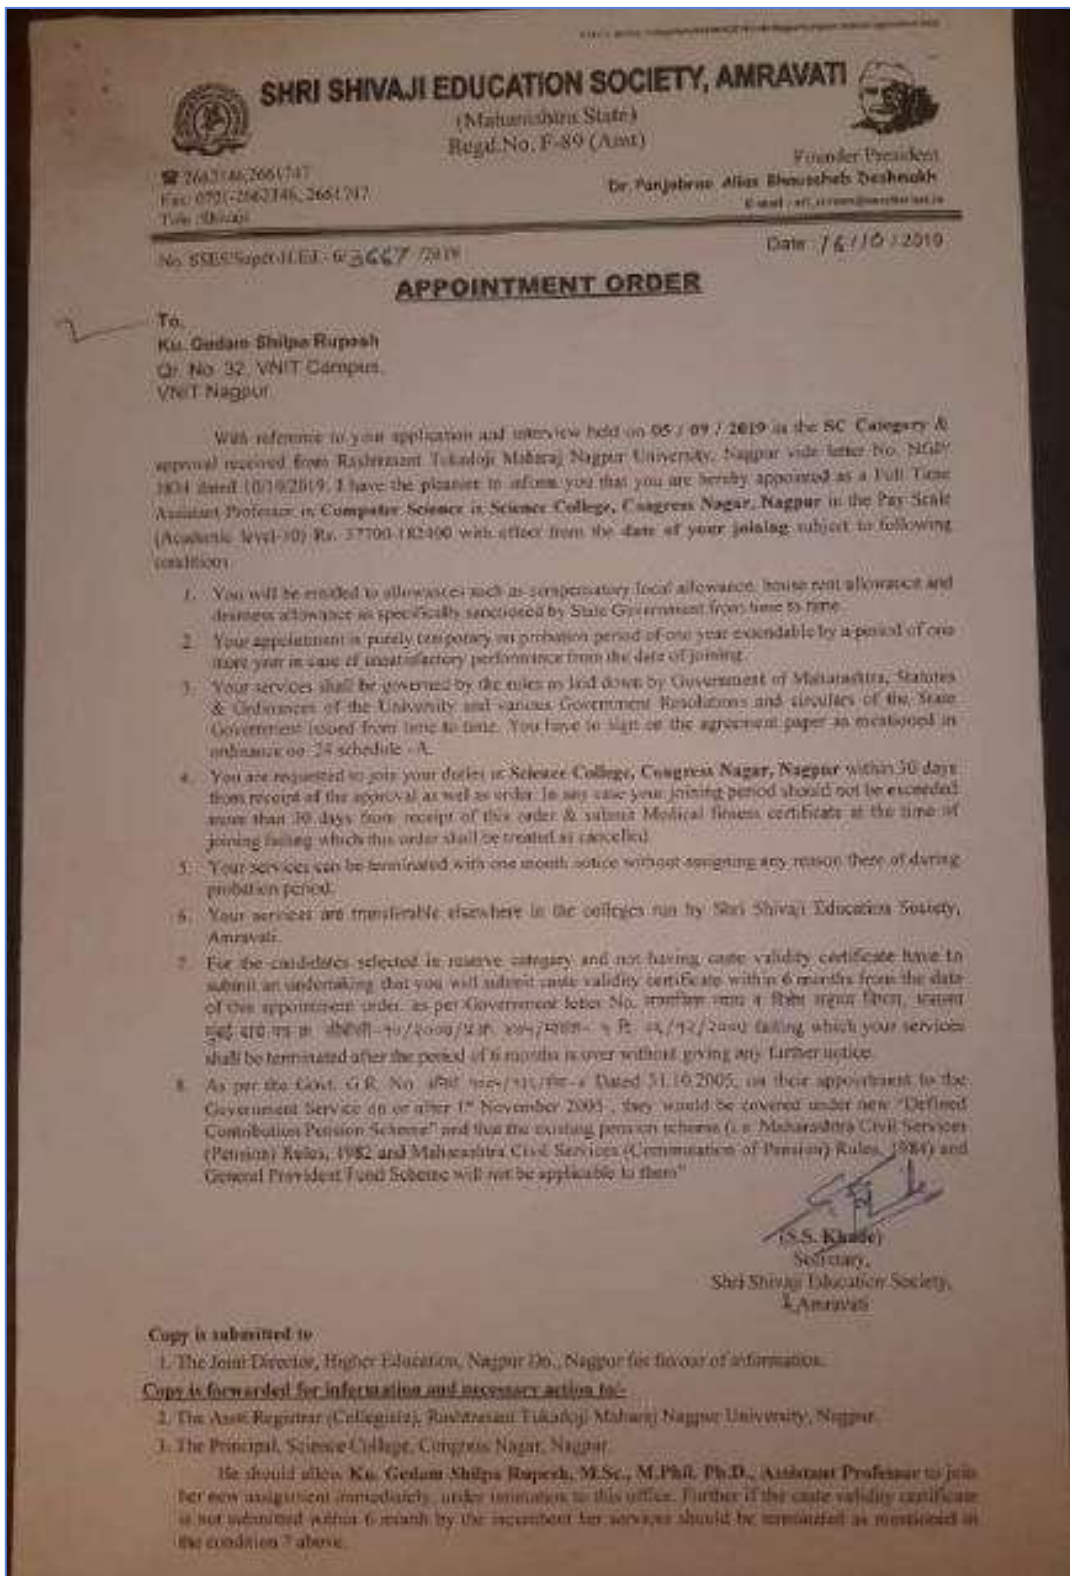 SHRI SHIVAJI EDUCATION SOCIETY, AMRAVATI
(Maharashtra State)
Regd.No. F-89 (Amt)
Founder President
☎ 2662146,2661747
Dr. Panjabrao Alias Bhausaheb Deshmukh
Fax: 0721-2662346, 2661747
Tele :Shivaji
No. SSES/Supdt-H.Ed.- 6/3667 /2019
Date : 16/10/2019
APPOINTMENT ORDER
To,
Ku. Gedam Shilpa Rupesh
Qr. No 32, VNIT Campus,
VNIT Nagpur
With reference to your application and interview held on 05 / 09 / 2019 in the SC Category &
approval received from Rashtrasant Tukadoji Maharaj Nagpur University, Nagpur vide letter No.
dated 10/10/2019. I have the pleasure to inform you that you are hereby appointed as a Full Time
Assistant Professor in Computer Science in Science College, Congress Nagar, Nagpur in the Pay Scale
(Academic level-10) Rs. 57700-182400 with effect from the date of your joining subject to following
conditions
1. You will be entitled to allowances such as compensatory local allowance, house rent allowance and
dearness allowance as specifically sanctioned by State Government from time to time.
2. Your appointment is purely temporary on probation period of one year extendable by a period of one
more year in case of unsatisfactory performance from the date of joining.
3. Your services shall be governed by the rules as laid down by Government of Maharashtra, Statutes
& Ordinances of the University and various Government Resolutions and circulars of the State
Government issued from time to time. You have to sign on the agreement paper as mentioned in
ordinance no. 24 schedule - A.
4. You are requested to join your duties at Science College, Congress Nagar, Nagpur within 30 days
from receipt of the approval as well as order. In any case your joining period should not be exceeded
more than 30 days from receipt of this order & submit Medical fitness certificate at the time of
joining failing which this order shall be treated as cancelled.
5. Your services can be terminated with one month notice without assigning any reason there of during
probation period.
6. Your services are transferable elsewhere in the colleges run by Shri Shivaji Education Society,
Amravati.
7. For the candidates selected in reserve category and not having caste validity certificate have to
submit an undertaking that you will submit caste validity certificate within 6 months from the date
of this appointment order. as per Government letter No.
failing which your services
shall be terminated after the period of 6 months is over without giving any further notice.
8. As per the Govt. G.R. No. Dated 31.10.2005, on their appointment to the
Government Service on or after 1st November 2005 , they would be covered under new "Defined
Contribution Pension Scheme" and that the existing pension scheme (i.e. Maharashtra Civil Services
(Pension) Rules, 1982 and Maharashtra Civil Services (Commutation of Pension) Rules, 1984) and
General Provident Fund Scheme will not be applicable to them"
(S.S. Khade)
Secretary,
Shri Shivaji Education Society,
Amravati
Copy is submitted to
1. The Joint Director, Higher Education, Nagpur Dn., Nagpur for favour of information.
Copy is forwarded for information and necessary action to/-
2. The Asstt Registrar (Collegiate), Rashtrasant Tukadoji Maharaj Nagpur University, Nagpur.
3. The Principal, Science College, Congress Nagar, Nagpur.
He should allow Ku. Gedam Shilpa Rupesh, M.Sc., M.Phil. Ph.D., Assistant Professor to join
her new assignment immediately, under intimation to this office. Further if the caste validity certificate
is not submitted within 6 month by the incumbent her services should be terminated as mentioned in
the condition 7 above.